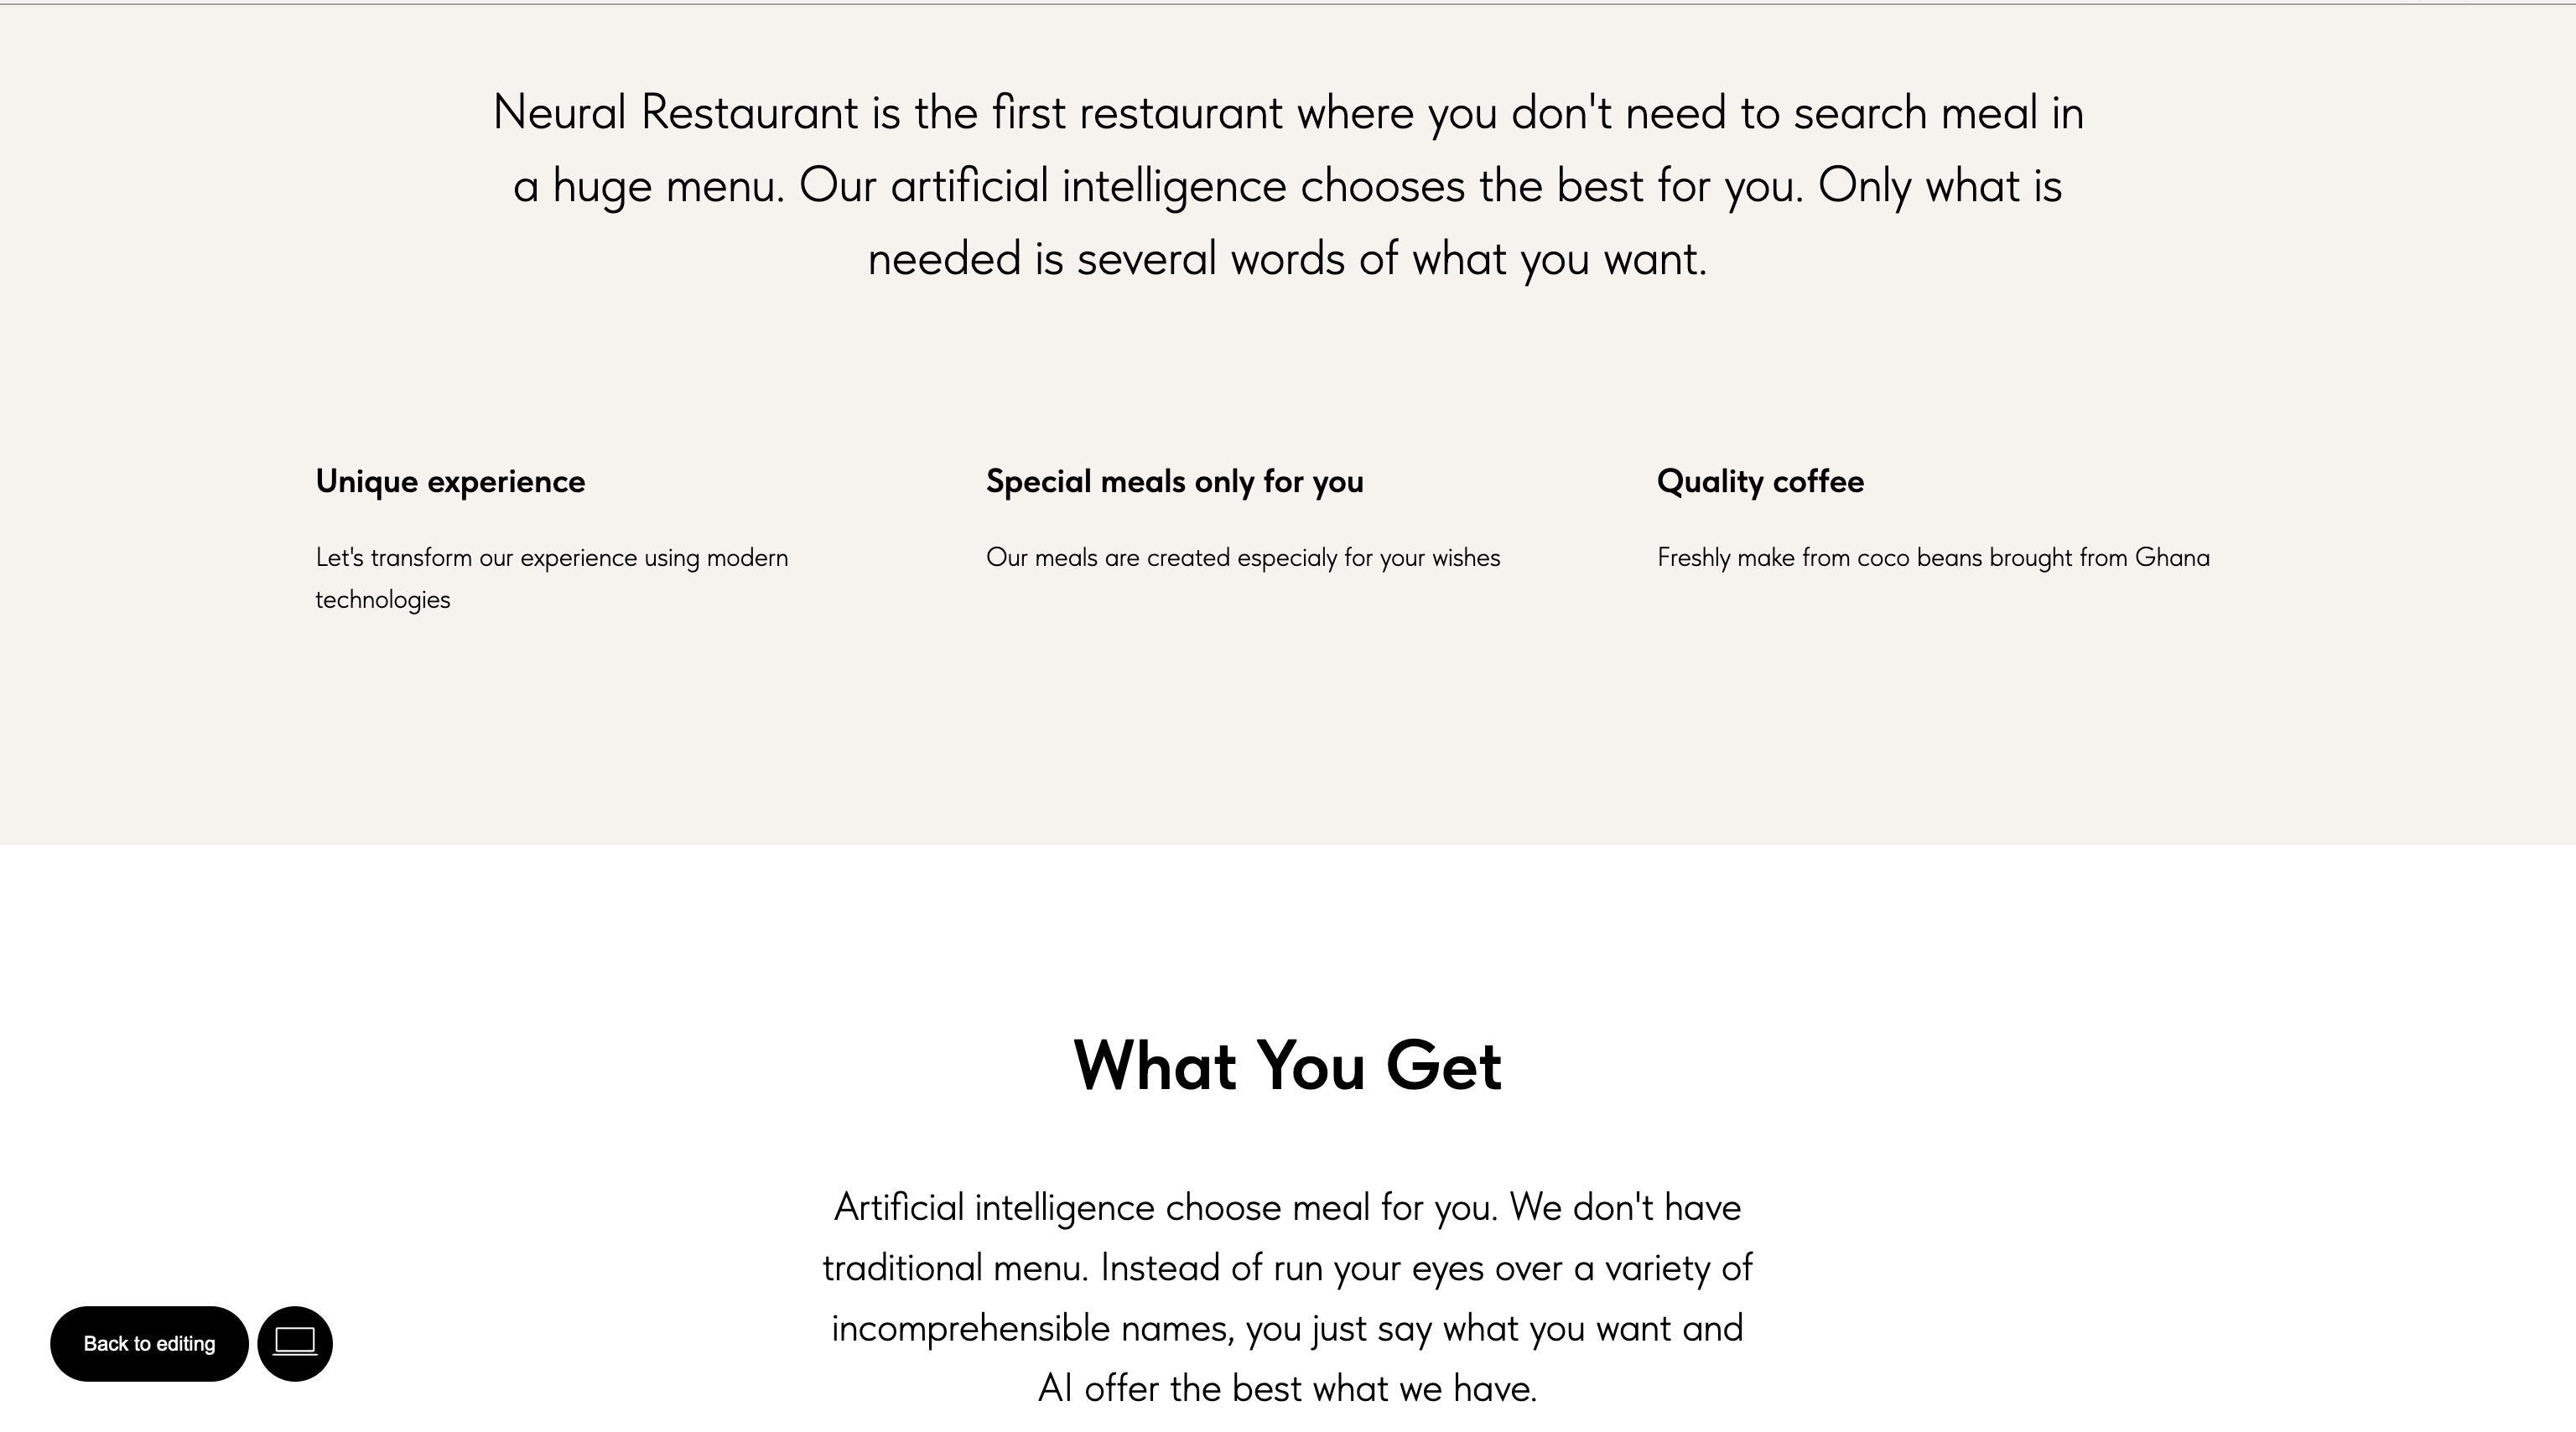 Neural Restaurant is the first restaurant where you don't need to search meal in
a huge menu. Our artificial intelligence chooses the best for you. Only what is
needed is several words of what you want.
Unique experience
Let's transform our experience using modern
technologies
Special meals only for you
Our meals are created especialy for your wishes
Quality coffee
Freshly make from coco beans brought from Ghana
What You Get
Artificial intelligence choose meal for you. We don't have
traditional menu. Instead of run your eyes over a variety of
incomprehensible names, you just say what you want and
AI offer the best what we have.
Back to editing